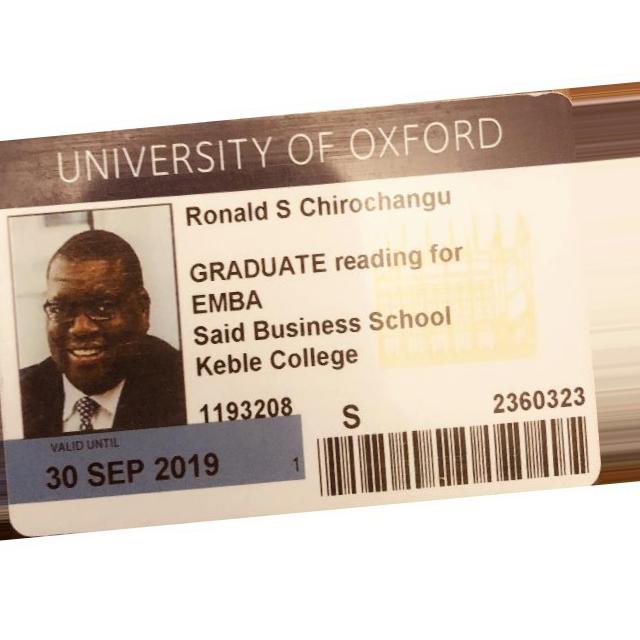 UNIVERSITY OF OXFORD
Ronald S Chirochangu
GRADUATE reading for
EMBA
Said Business School
Keble College
1193208 S 2360323
VALID UNTIL
30 SEP 2019 1